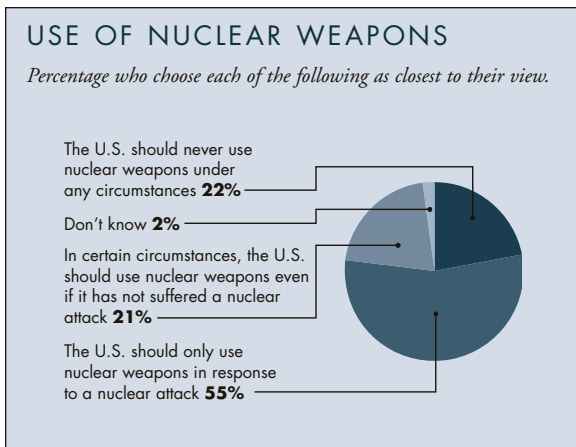 USE OF NUCLEAR WEAPONS
Percentage who choose each of the following as closest to their view.
The U.S. should never use
nuclear weapons under
any circumstances 22%
Don't know 2%
In certain circumstances, the U.S.
should use nuclear weapons even
if it has not suffered a nuclear
attack 21%
The U.S. should only use
nuclear weapons in response
to a nuclear attack 55%